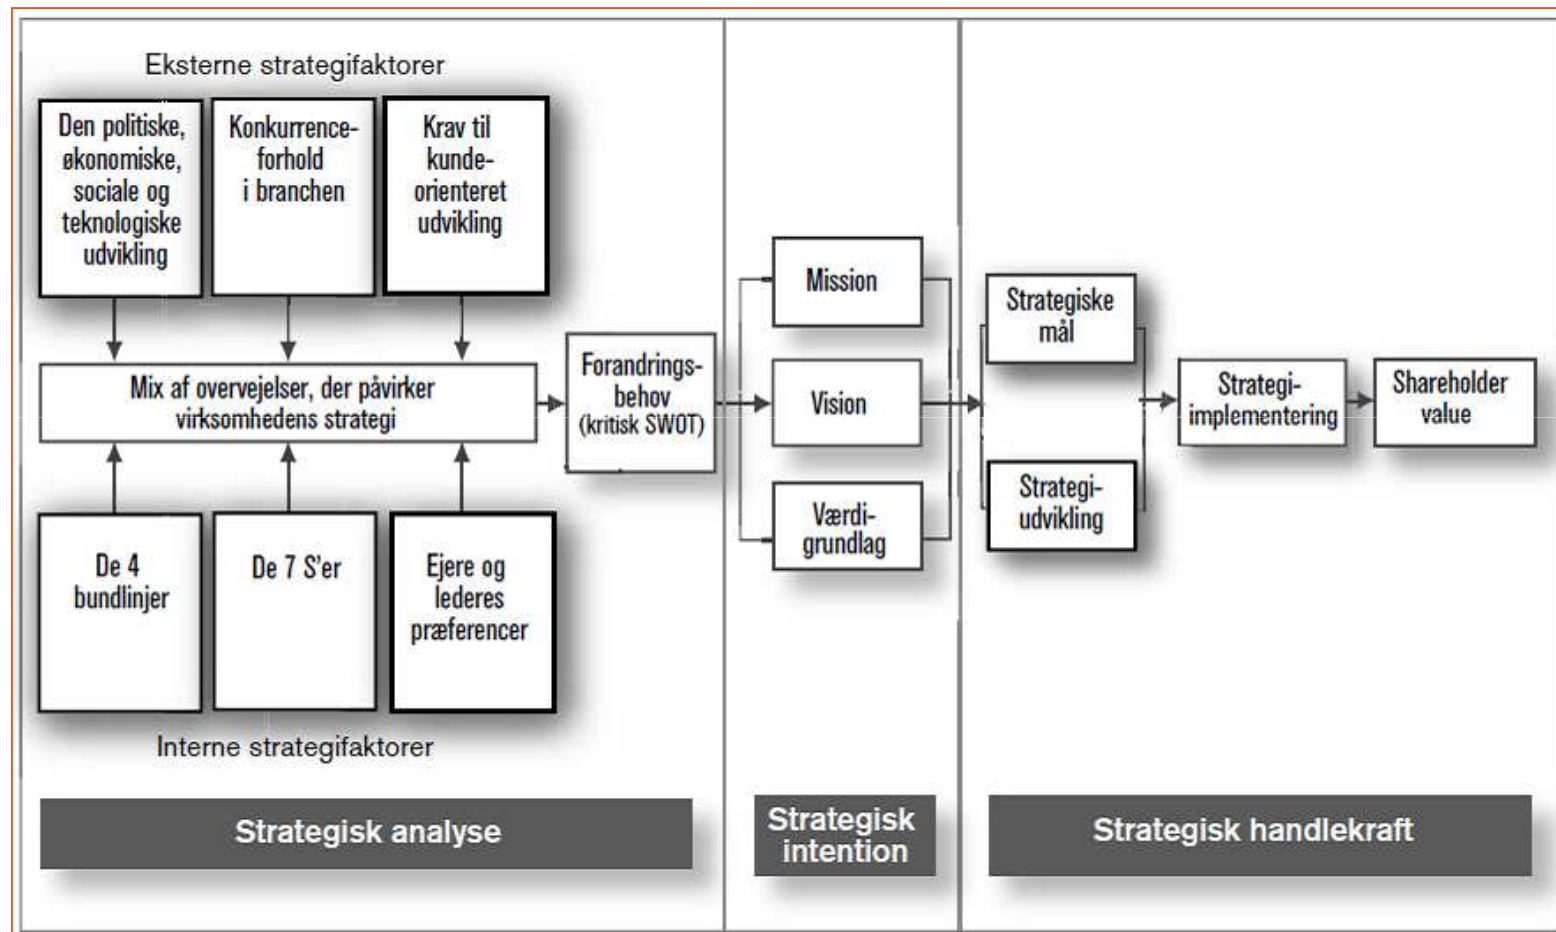 Eksterne strategifaktorer
Den politiske,
økonomiske,
sociale og
teknologiske
udvikling
Konkurrence-
forhold
i branchen
Krav til
kunde-
orienteret
udvikling
Mix af overvejelser, der påvirker
virksomhedens strategi
De 4
bundlinjer
De 7 S'er
Ejere og
lederes
præferencer
Interne strategifaktorer
Forandrings-
behov
(kritisk SWOT)
Strategisk analyse
Mission
Vision
Værdi-
grundlag
Strategisk
intention
Strategiske
mål
Strategi-
udvikling
Strategi-
implementering
Shareholder
value
Strategisk handlekraft